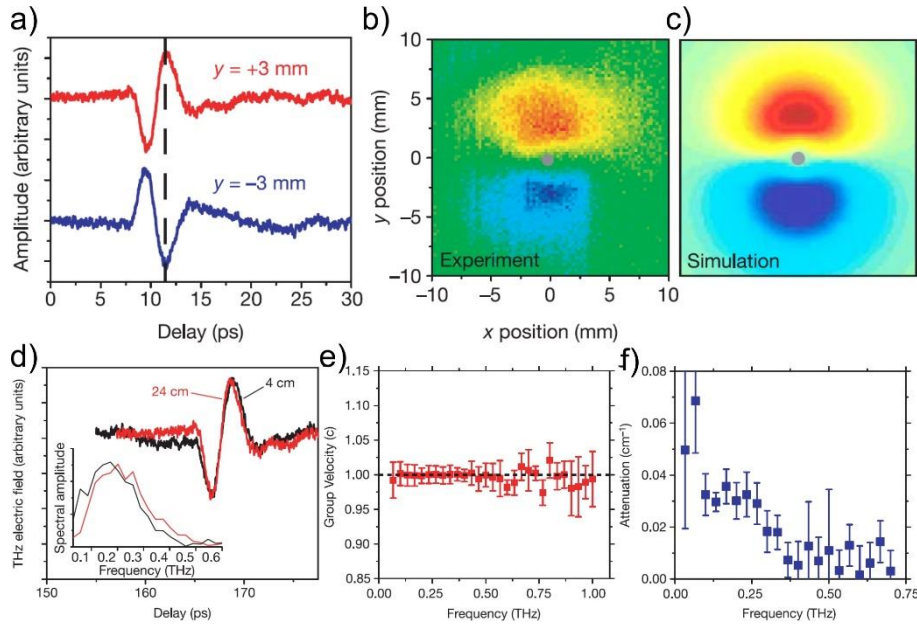 a)
Amplitude (arbitrary units)
y = +3 mm
y = –3 mm
0 5 10 15 20 25 30
Delay (ps)
b)
y position (mm)
10
5
0
–5
–10
Experiment
–10 –5 0 5 10
x position (mm)
c)
Simulation
d)
THz electric field (arbitrary units)
24 cm
4 cm
Spectral amplitude
0.1 0.2 0.3 0.4 0.5 0.6
Frequency (THz)
150 160 170
Delay (ps)
e)
Group Velocity (c)
1.15
1.10
1.05
1.00
0.95
0.90
0.85
0.00 0.25 0.50 0.75 1.00
Frequency (THz)
f)
Attenuation (cm⁻¹)
0.08
0.06
0.04
0.02
0.00
0.00 0.25 0.50 0.75
Frequency (THz)